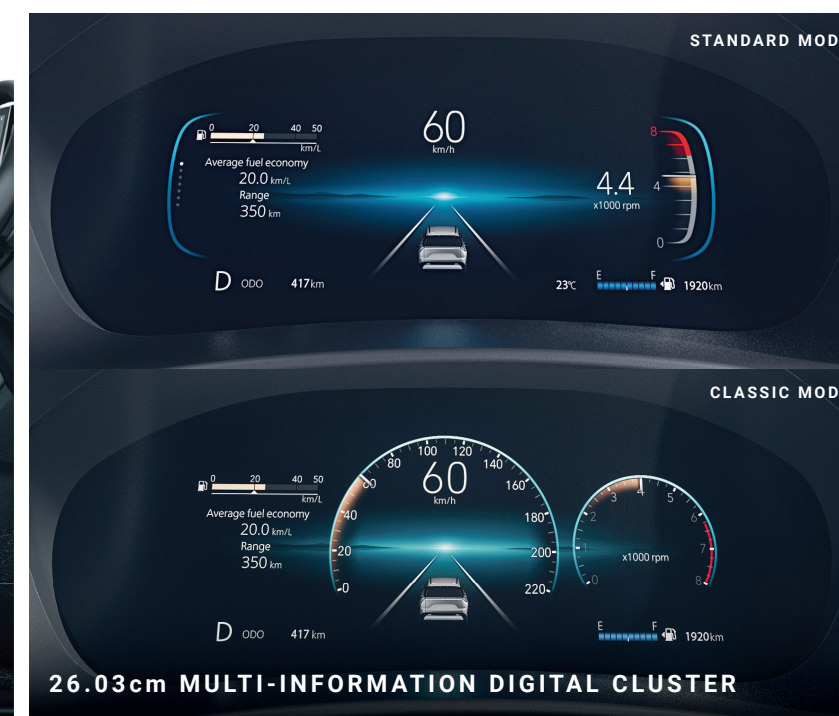 STANDARD MOD
0 20 40 50
km/L
Average fuel economy
20.0 km/L
Range
350 km
60
km/h
4.4
x1000 rpm
8
4
0
D ODO 417km
23℃
E F
1920km
CLASSIC MOD
0 20 40 50
km/L
Average fuel economy
20.0 km/L
Range
350 km
0 20 40 60 80 100 120 140 160 180 200 220
60
km/h
0 1 2 3 4 5 6 7 8
x1000 rpm
D ODO 417 km
E F
1920km
26.03cm MULTI-INFORMATION DIGITAL CLUSTER